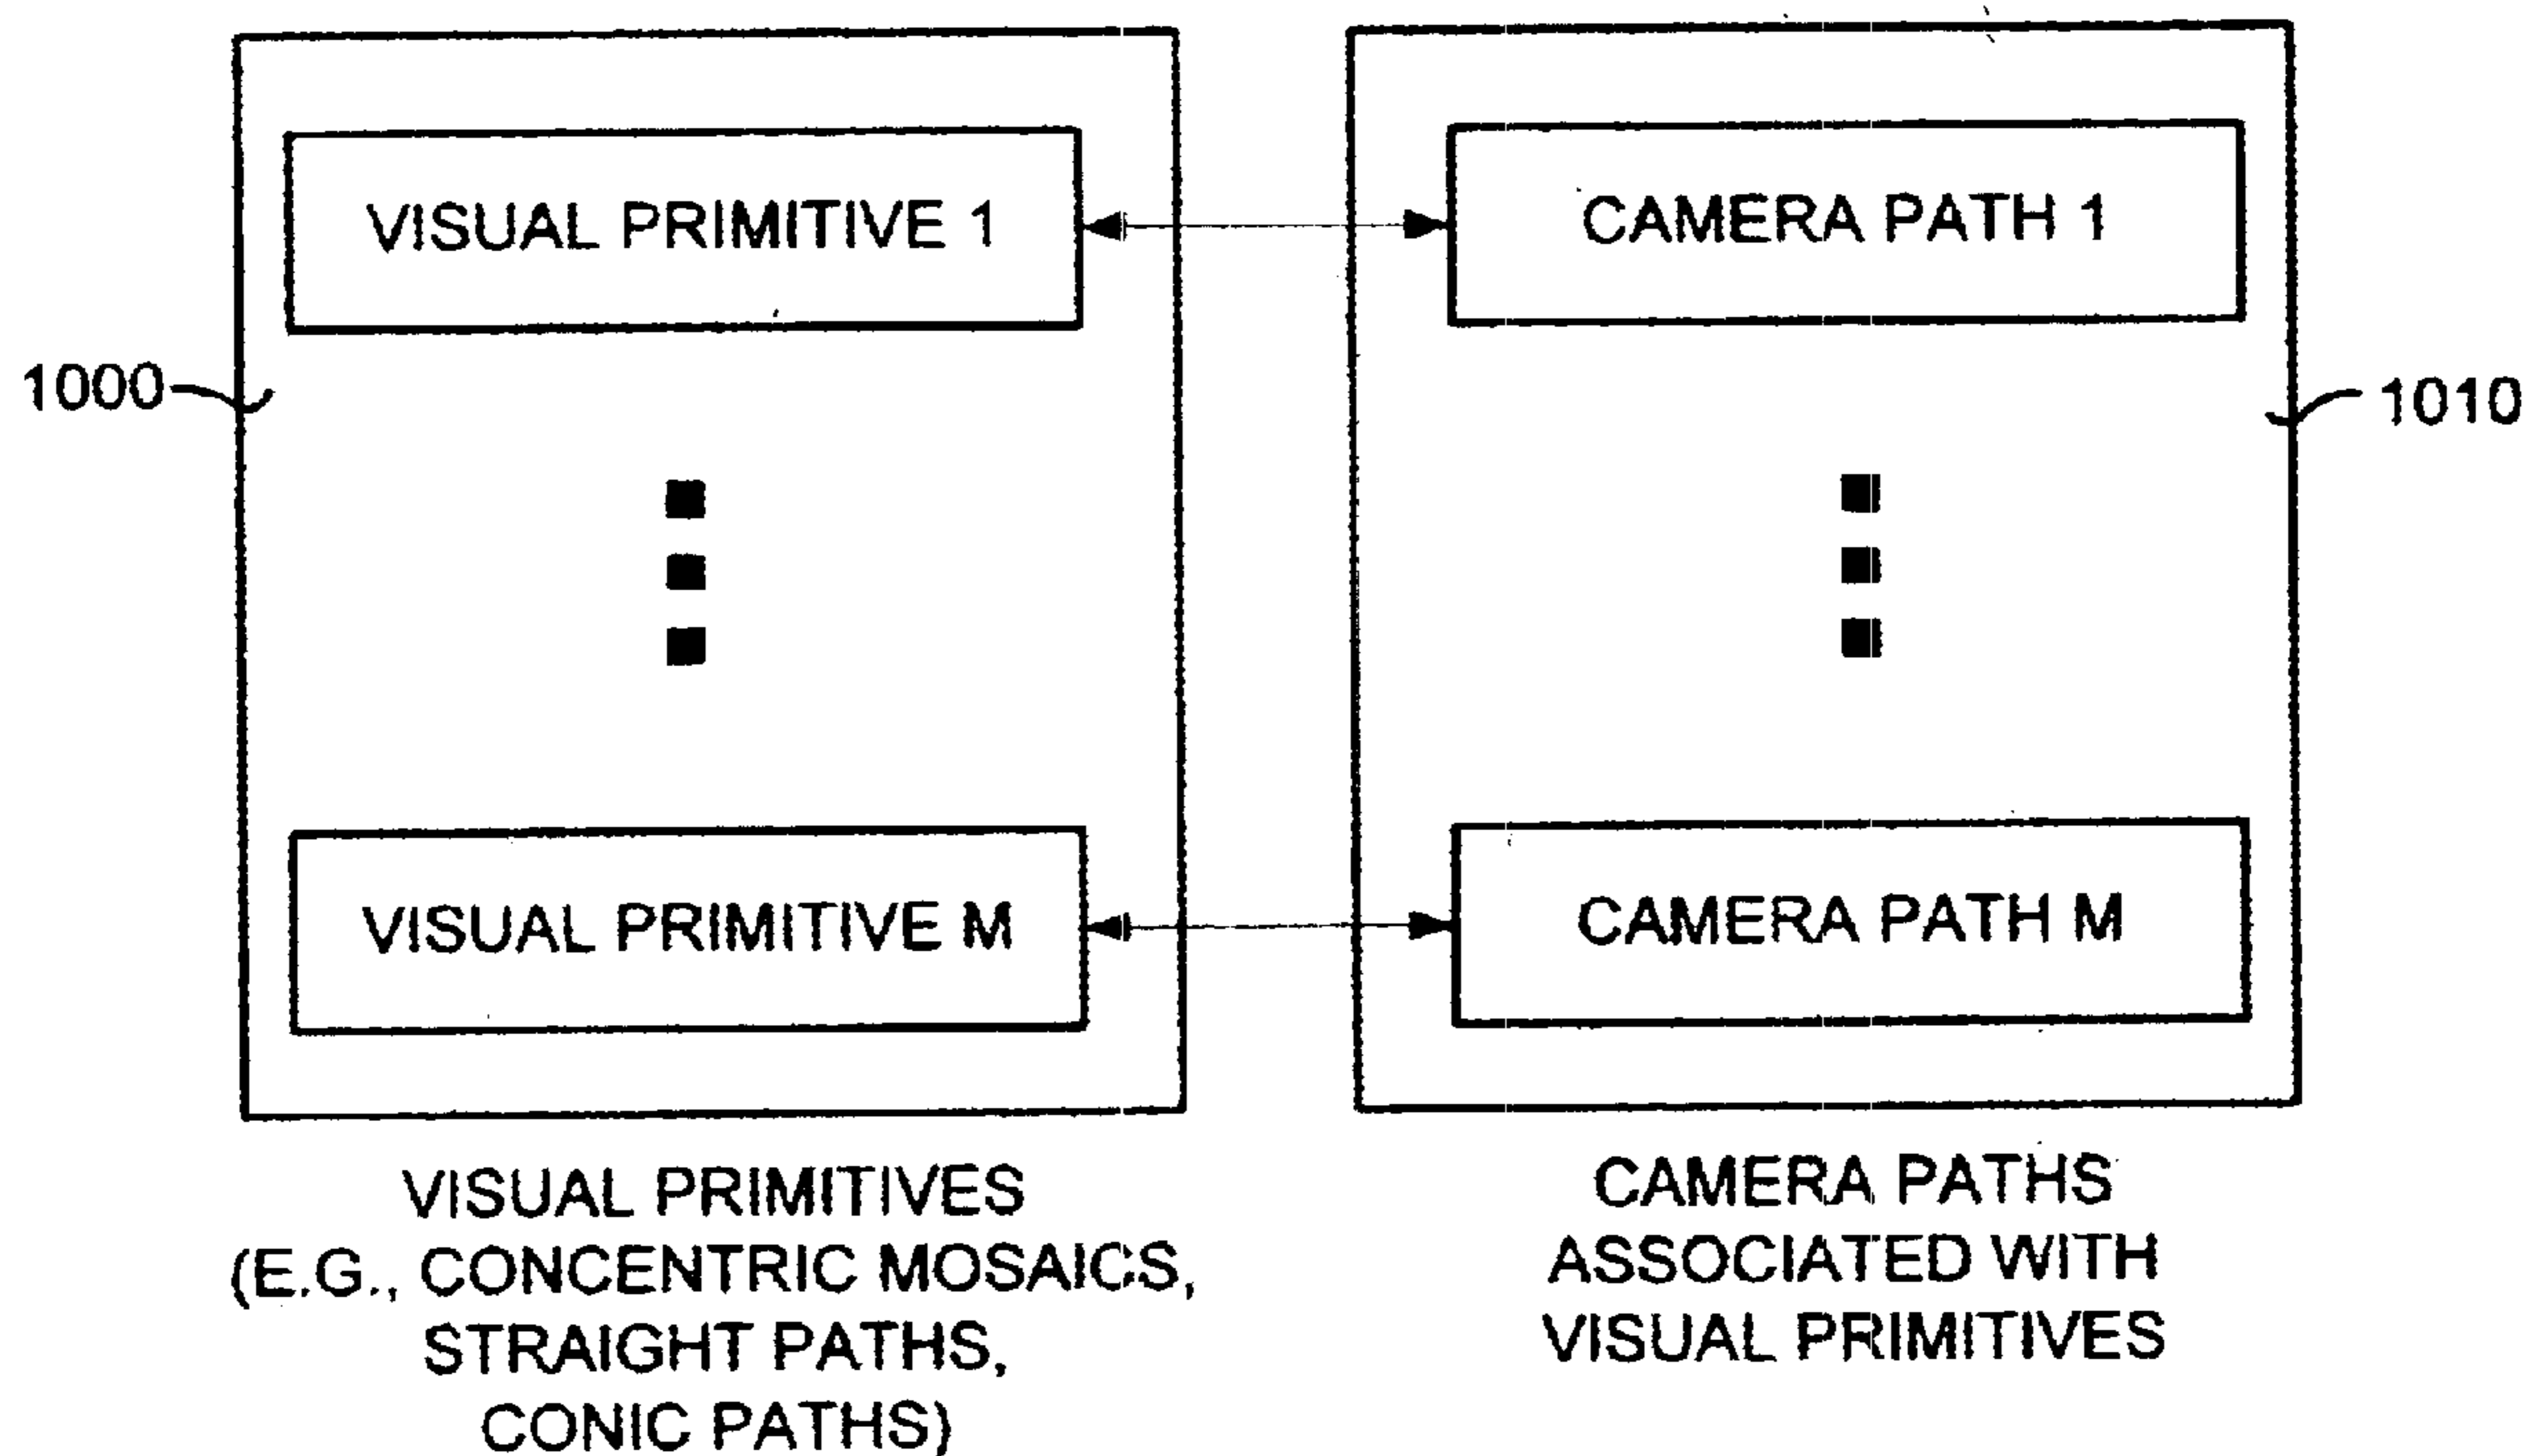 VISUAL PRIMITIVE 1
CAMERA PATH 1
1000
1010
VISUAL PRIMITIVE M
CAMERA PATH M
VISUAL PRIMITIVES
(E.G., CONCENTRIC MOSAICS,
STRAIGHT PATHS,
CONIC PATHS)
CAMERA PATHS
ASSOCIATED WITH
VISUAL PRIMITIVES